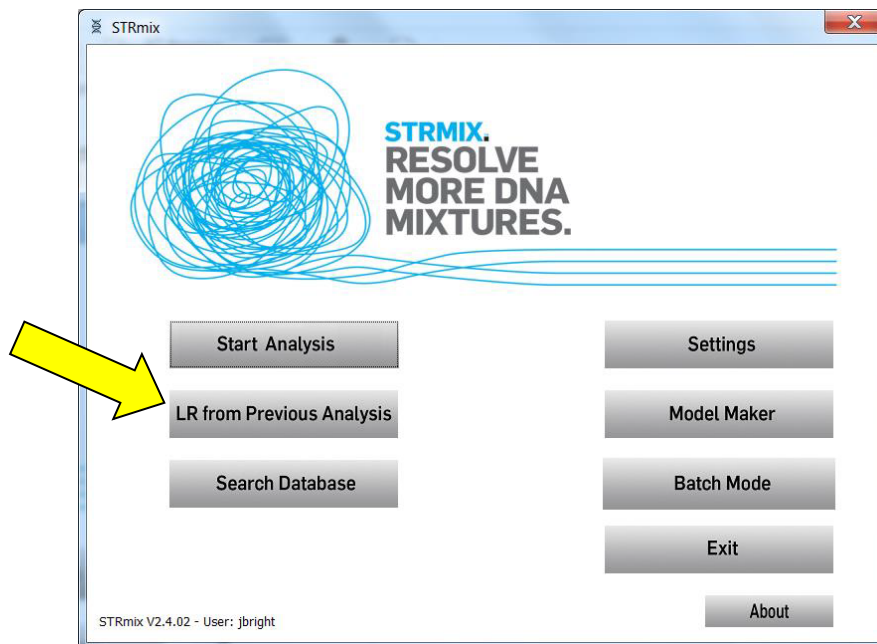 STRmix
STRMIX.
RESOLVE
MORE DNA
MIXTURES.
Start Analysis
Settings
LR from Previous Analysis
Model Maker
Search Database
Batch Mode
Exit
About
STRmix V2.4.02 - User: jbright